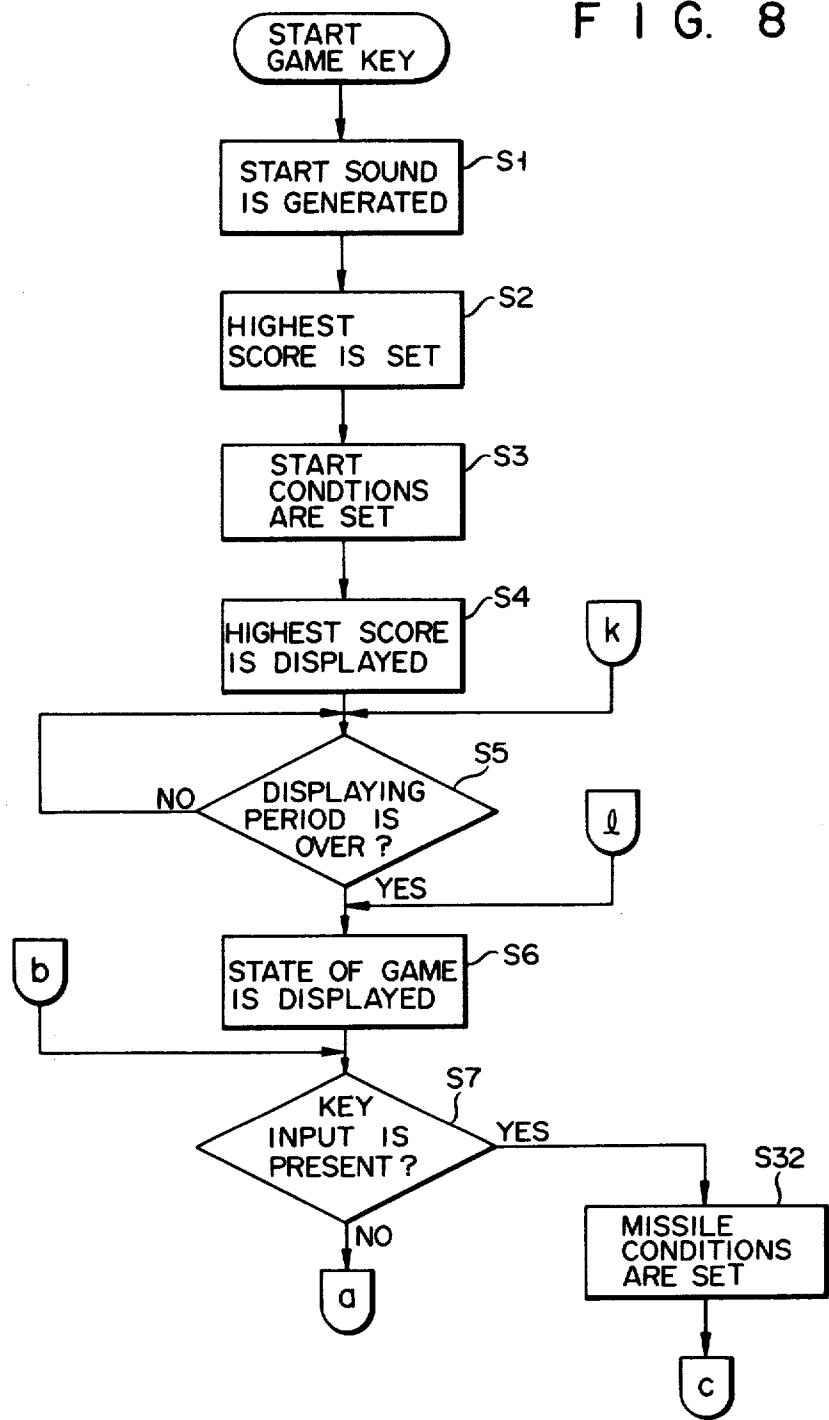 FIG. 8
START
GAME KEY
S1
START SOUND
IS GENERATED
S2
HIGHEST
SCORE IS SET
S3
START
CONDTIONS
ARE SET
S4
HIGHEST SCORE
IS DISPLAYED
k
S5
DISPLAYING
PERIOD IS
OVER?
NO
YES
l
S6
STATE OF GAME
IS DISPLAYED
b
S7
KEY
INPUT IS
PRESENT?
YES
NO
a
S32
MISSILE
CONDITIONS
ARE SET
c